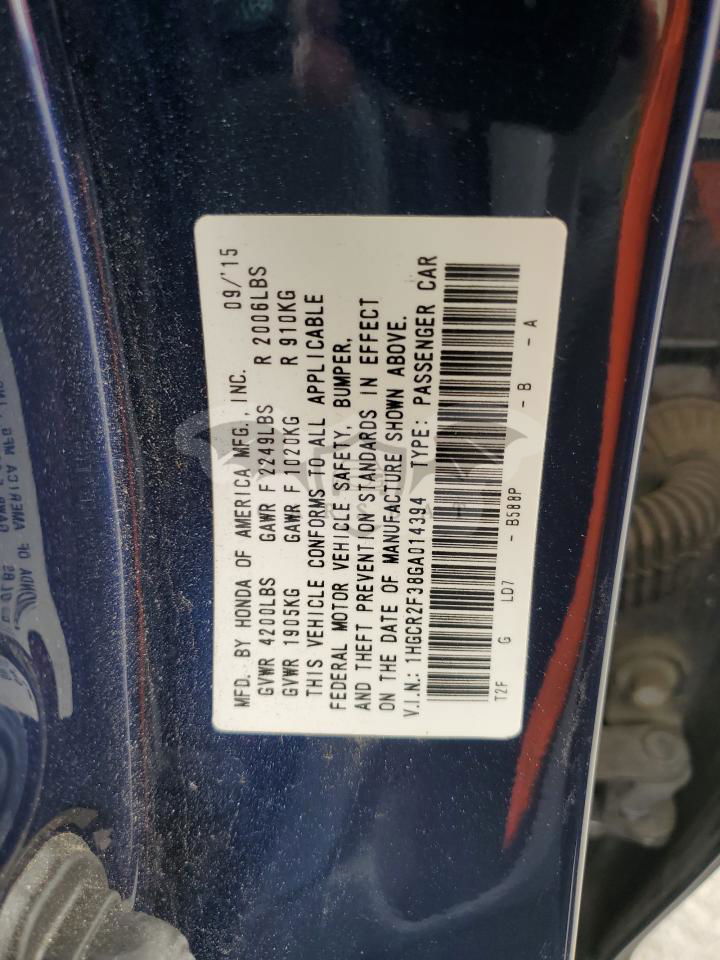 MFD. BY HONDA OF AMERICA MFG., INC. 09/'15
GVWR 4200LBS GAWR F 2249LBS R 2006LBS
GVWR 1905KG GAWR F 1020KG R 910KG
THIS VEHICLE CONFORMS TO ALL APPLICABLE
FEDERAL MOTOR VEHICLE SAFETY, BUMPER,
AND THEFT PREVENTION STANDARDS IN EFFECT
ON THE DATE OF MANUFACTURE SHOWN ABOVE.
V.I.N.: 1HGCR2F38GA014394 TYPE: PASSENGER CAR
T2F G LD7 - B588P - B - A